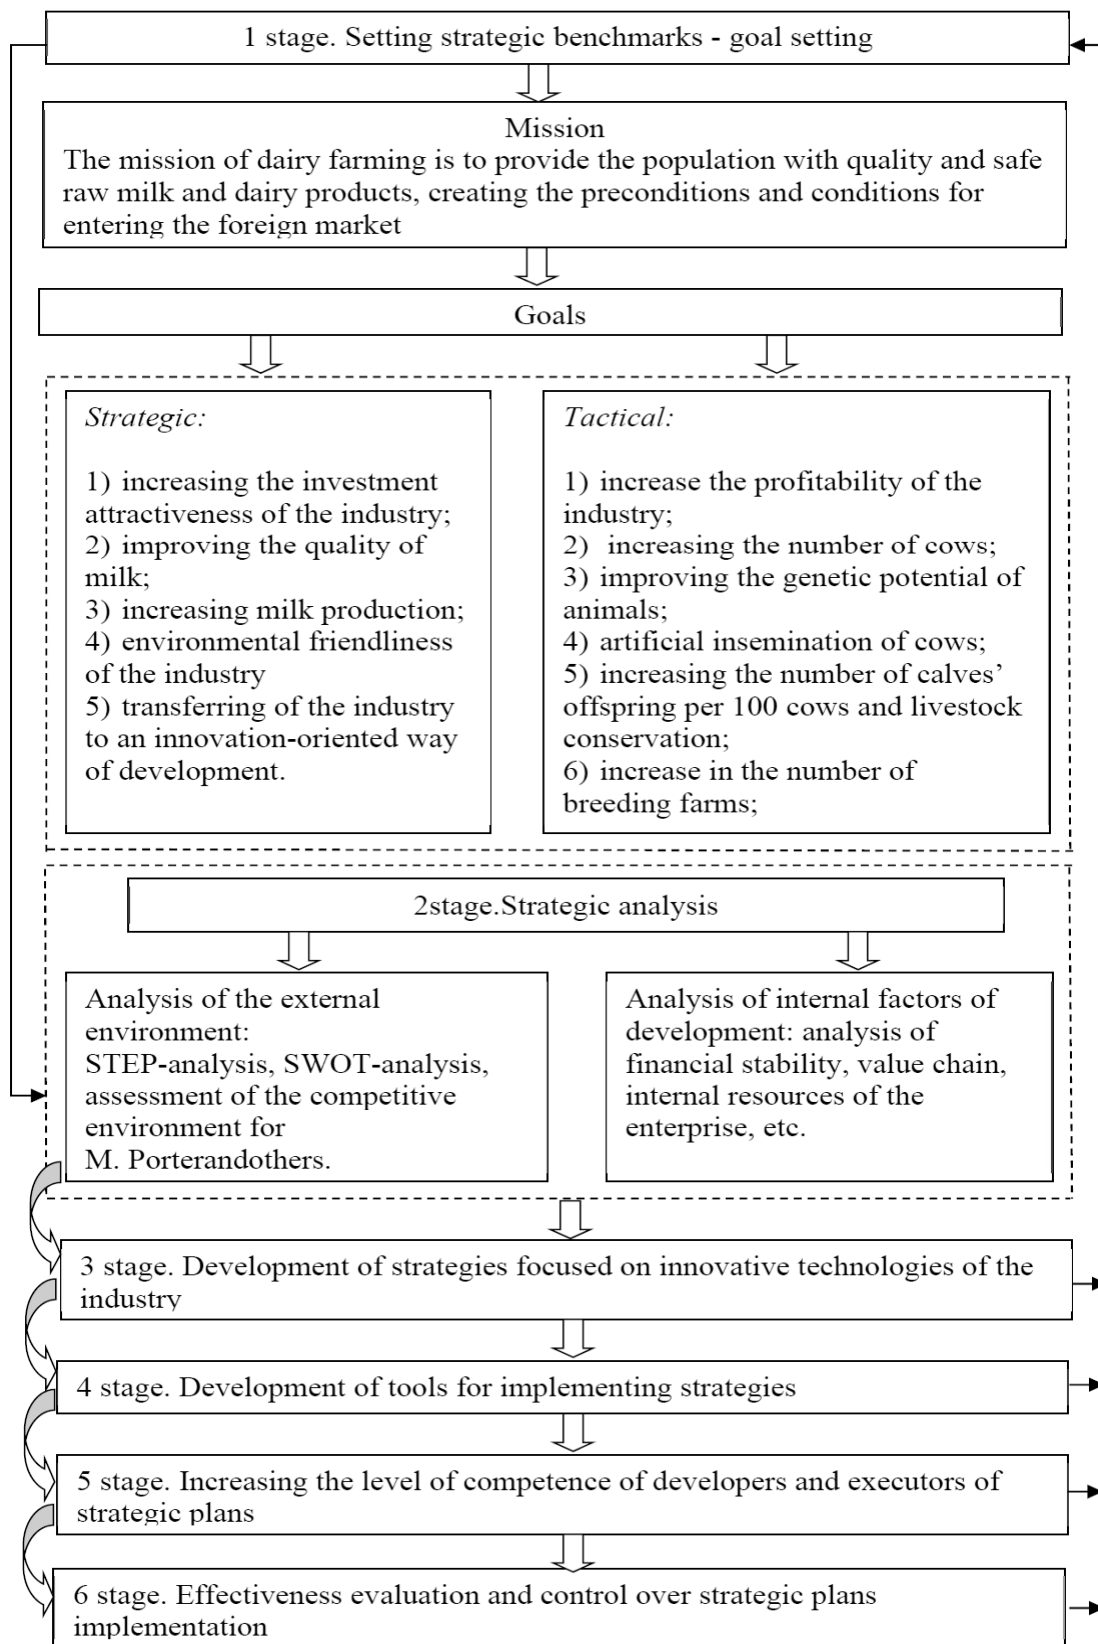 1 stage. Setting strategic benchmarks - goal setting
Mission
The mission of dairy farming is to provide the population with quality and safe
raw milk and dairy products, creating the preconditions and conditions for
entering the foreign market
Goals
Strategic:
1) increasing the investment
attractiveness of the industry;
2) improving the quality of
milk;
3) increasing milk production;
4) environmental friendliness
of the industry
5) transferring of the industry
to an innovation-oriented way
of development.
Tactical:
1) increase the profitability of the
industry;
2) increasing the number of cows;
3) improving the genetic potential of
animals;
4) artificial insemination of cows;
5) increasing the number of calves’
offspring per 100 cows and livestock
conservation;
6) increase in the number of
breeding farms;
2stage.Strategic analysis
Analysis of the external
environment:
STEP-analysis, SWOT-analysis,
assessment of the competitive
environment for
M. Porterandothers.
Analysis of internal factors of
development: analysis of
financial stability, value chain,
internal resources of the
enterprise, etc.
3 stage. Development of strategies focused on innovative technologies of the
industry
4 stage. Development of tools for implementing strategies
5 stage. Increasing the level of competence of developers and executors of
strategic plans
6 stage. Effectiveness evaluation and control over strategic plans
implementation